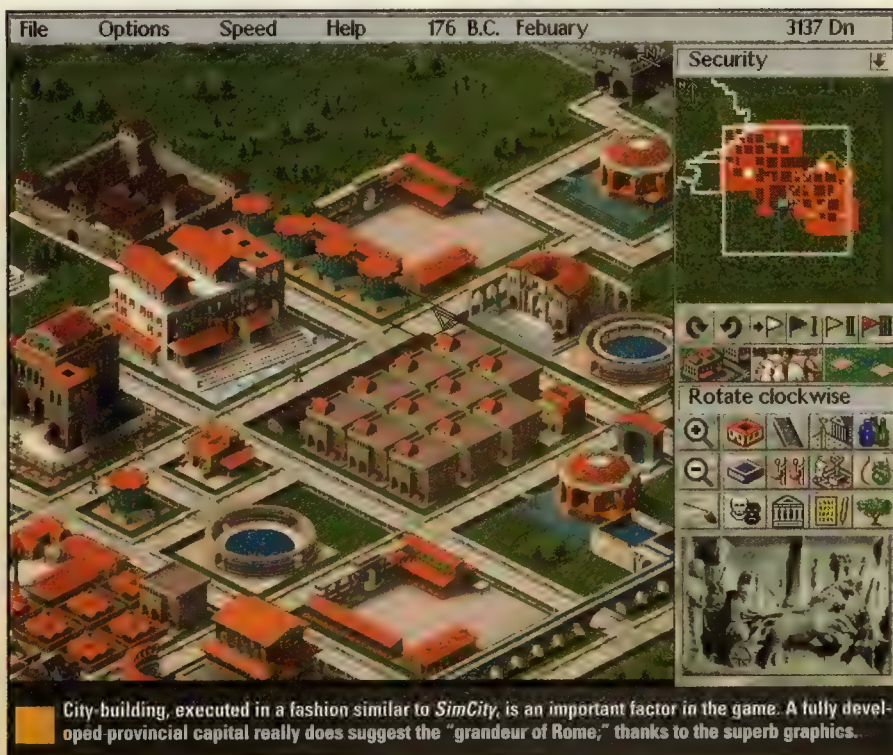 File Options Speed Help 176 B.C. Febuary 3137 Dn
Security
Rotate clockwise
City-building, executed in a fashion similar to SimCity, is an important factor in the game. A fully devel-
oped provincial capital really does suggest the "grandeur of Rome," thanks to the superb graphics.